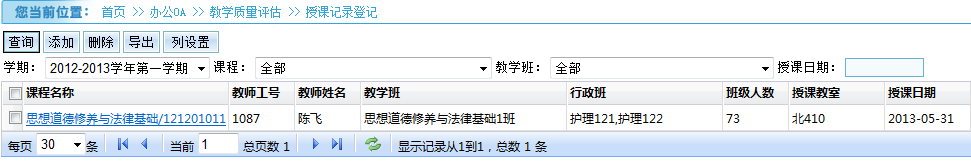 您当前位置： 首页 >> 办公OA >> 教学质量评估 >> 授课记录登记
查询 添加 删除 导出 列设置
学期： 2012-2013学年第一学期 课程： 全部 教学班： 全部 授课日期：
课程名称 教师工号 教师姓名 教学班 行政班 班级人数 授课教室 授课日期
思想道德修养与法律基础/121201011 1087 陈飞 思想道德修养与法律基础1班 护理121,护理122 73 北410 2013-05-31
每页 30 条 当前 1 总页数 1 显示记录从1到1，总数 1 条